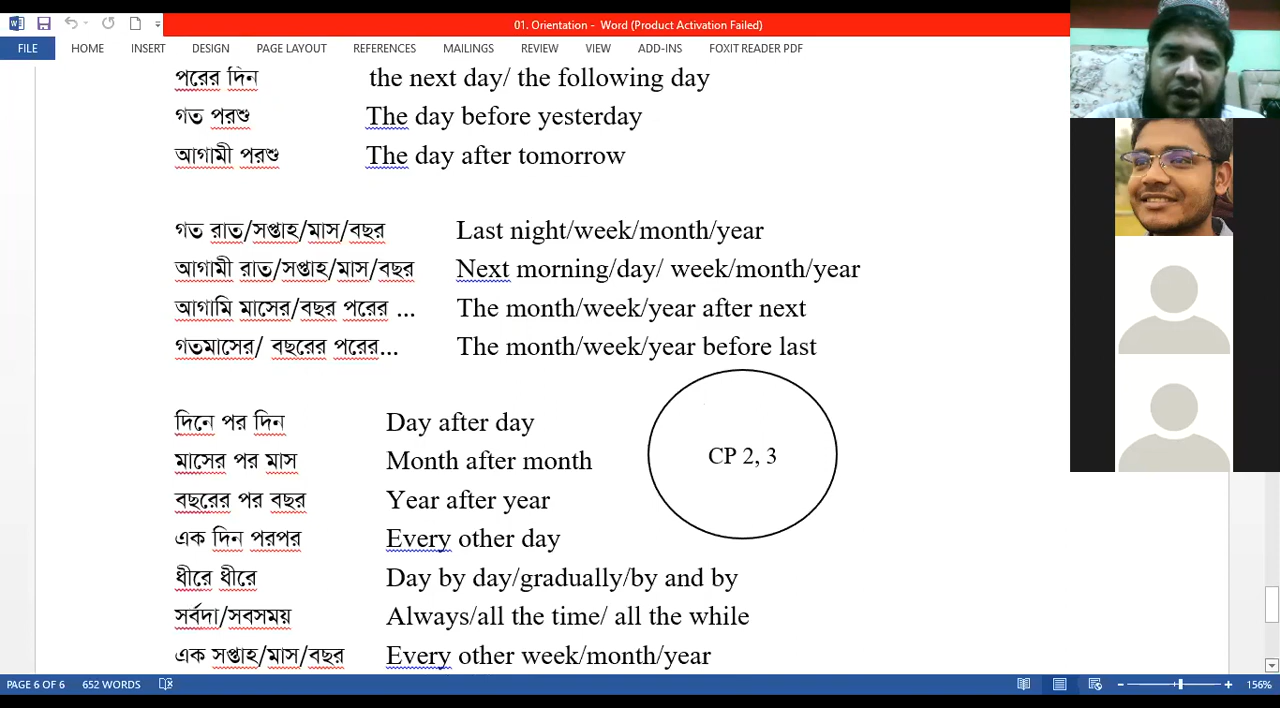 01. Orientation - Word (Product Activation Failed)
FILE HOME INSERT DESIGN PAGE LAYOUT REFERENCES MAILINGS REVIEW VIEW ADD-INS FOXIT READER PDF
পরের দিন the next day/ the following day
গত পরশু The day before yesterday
আগামী পরশু The day after tomorrow
গত রাত/সপ্তাহ/মাস/বছর Last night/week/month/year
আগামী রাত/সপ্তাহ/মাস/বছর Next morning/day/ week/month/year
আগামি মাসের/বছর পরের ... The month/week/year after next
গতমাসের/ বছরের পরের... The month/week/year before last
দিনে পর দিন Day after day
মাসের পর মাস Month after month
CP 2, 3
বছরের পর বছর Year after year
এক দিন পরপর Every other day
ধীরে ধীরে Day by day/gradually/by and by
সর্বদা/সবসময় Always/all the time/ all the while
এক সপ্তাহ/মাস/বছর Every other week/month/year
PAGE 6 OF 6 652 WORDS 156%